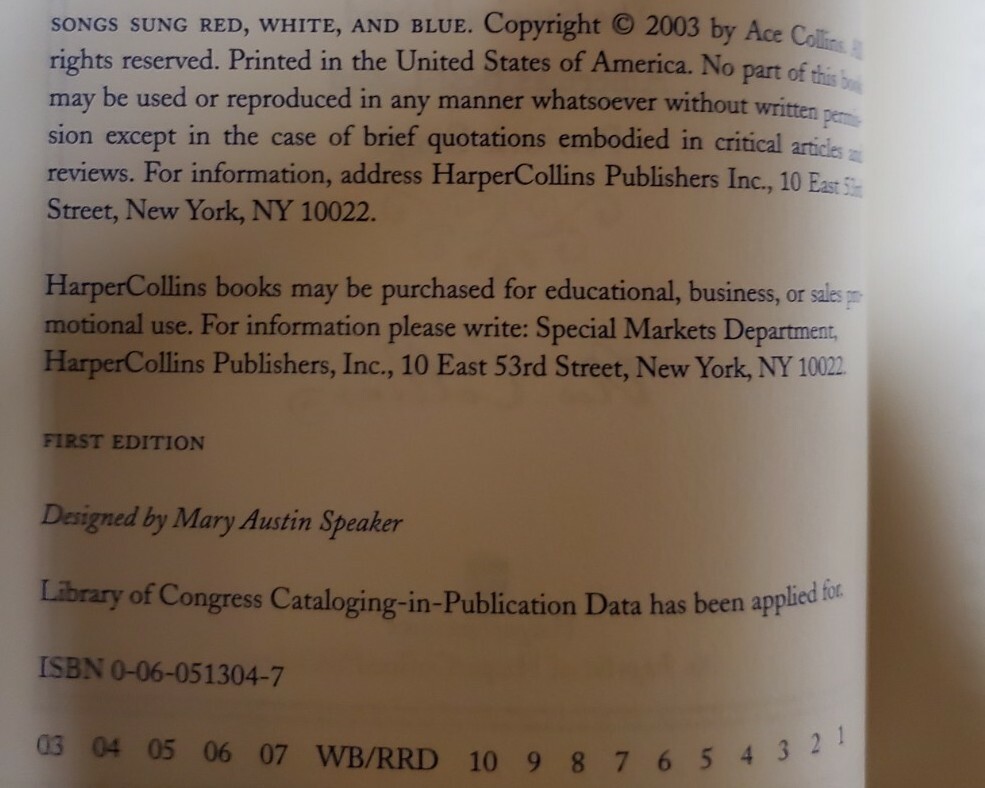 SONGS SUNG RED, WHITE, AND BLUE. Copyright © 2003 by Ace Collins. All
rights reserved. Printed in the United States of America. No part of this book
may be used or reproduced in any manner whatsoever without written permis-
sion except in the case of brief quotations embodied in critical articles and
reviews. For information, address HarperCollins Publishers Inc., 10 East 53rd
Street, New York, NY 10022.
HarperCollins books may be purchased for educational, business, or sales pro-
motional use. For information please write: Special Markets Department,
HarperCollins Publishers, Inc., 10 East 53rd Street, New York, NY 10022.
FIRST EDITION
Designed by Mary Austin Speaker
Library of Congress Cataloging-in-Publication Data has been applied for.
ISBN 0-06-051304-7
03 04 05 06 07 WB/RRD 10 9 8 7 6 5 4 3 2 1